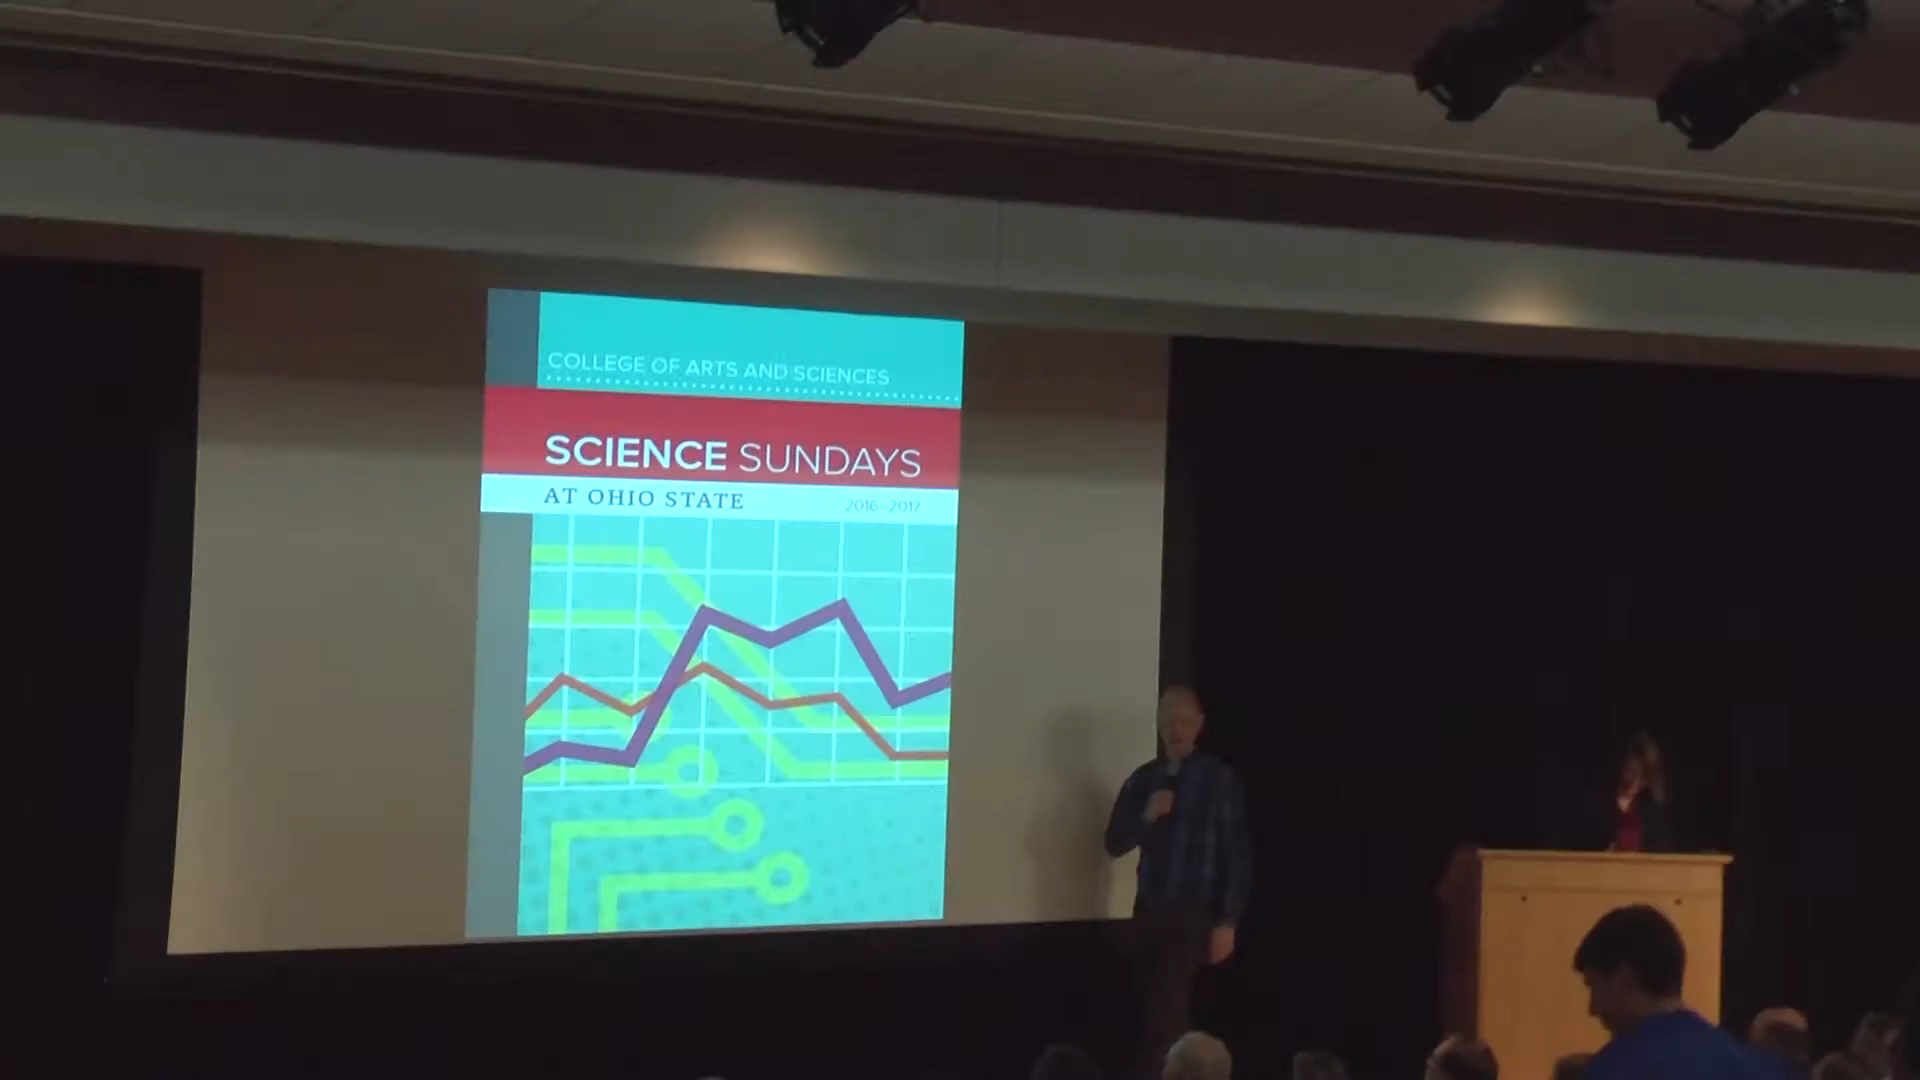 COLLEGE OF ARTS AND SCIENCES
SCIENCE SUNDAYS
AT OHIO STATE 2016–2017